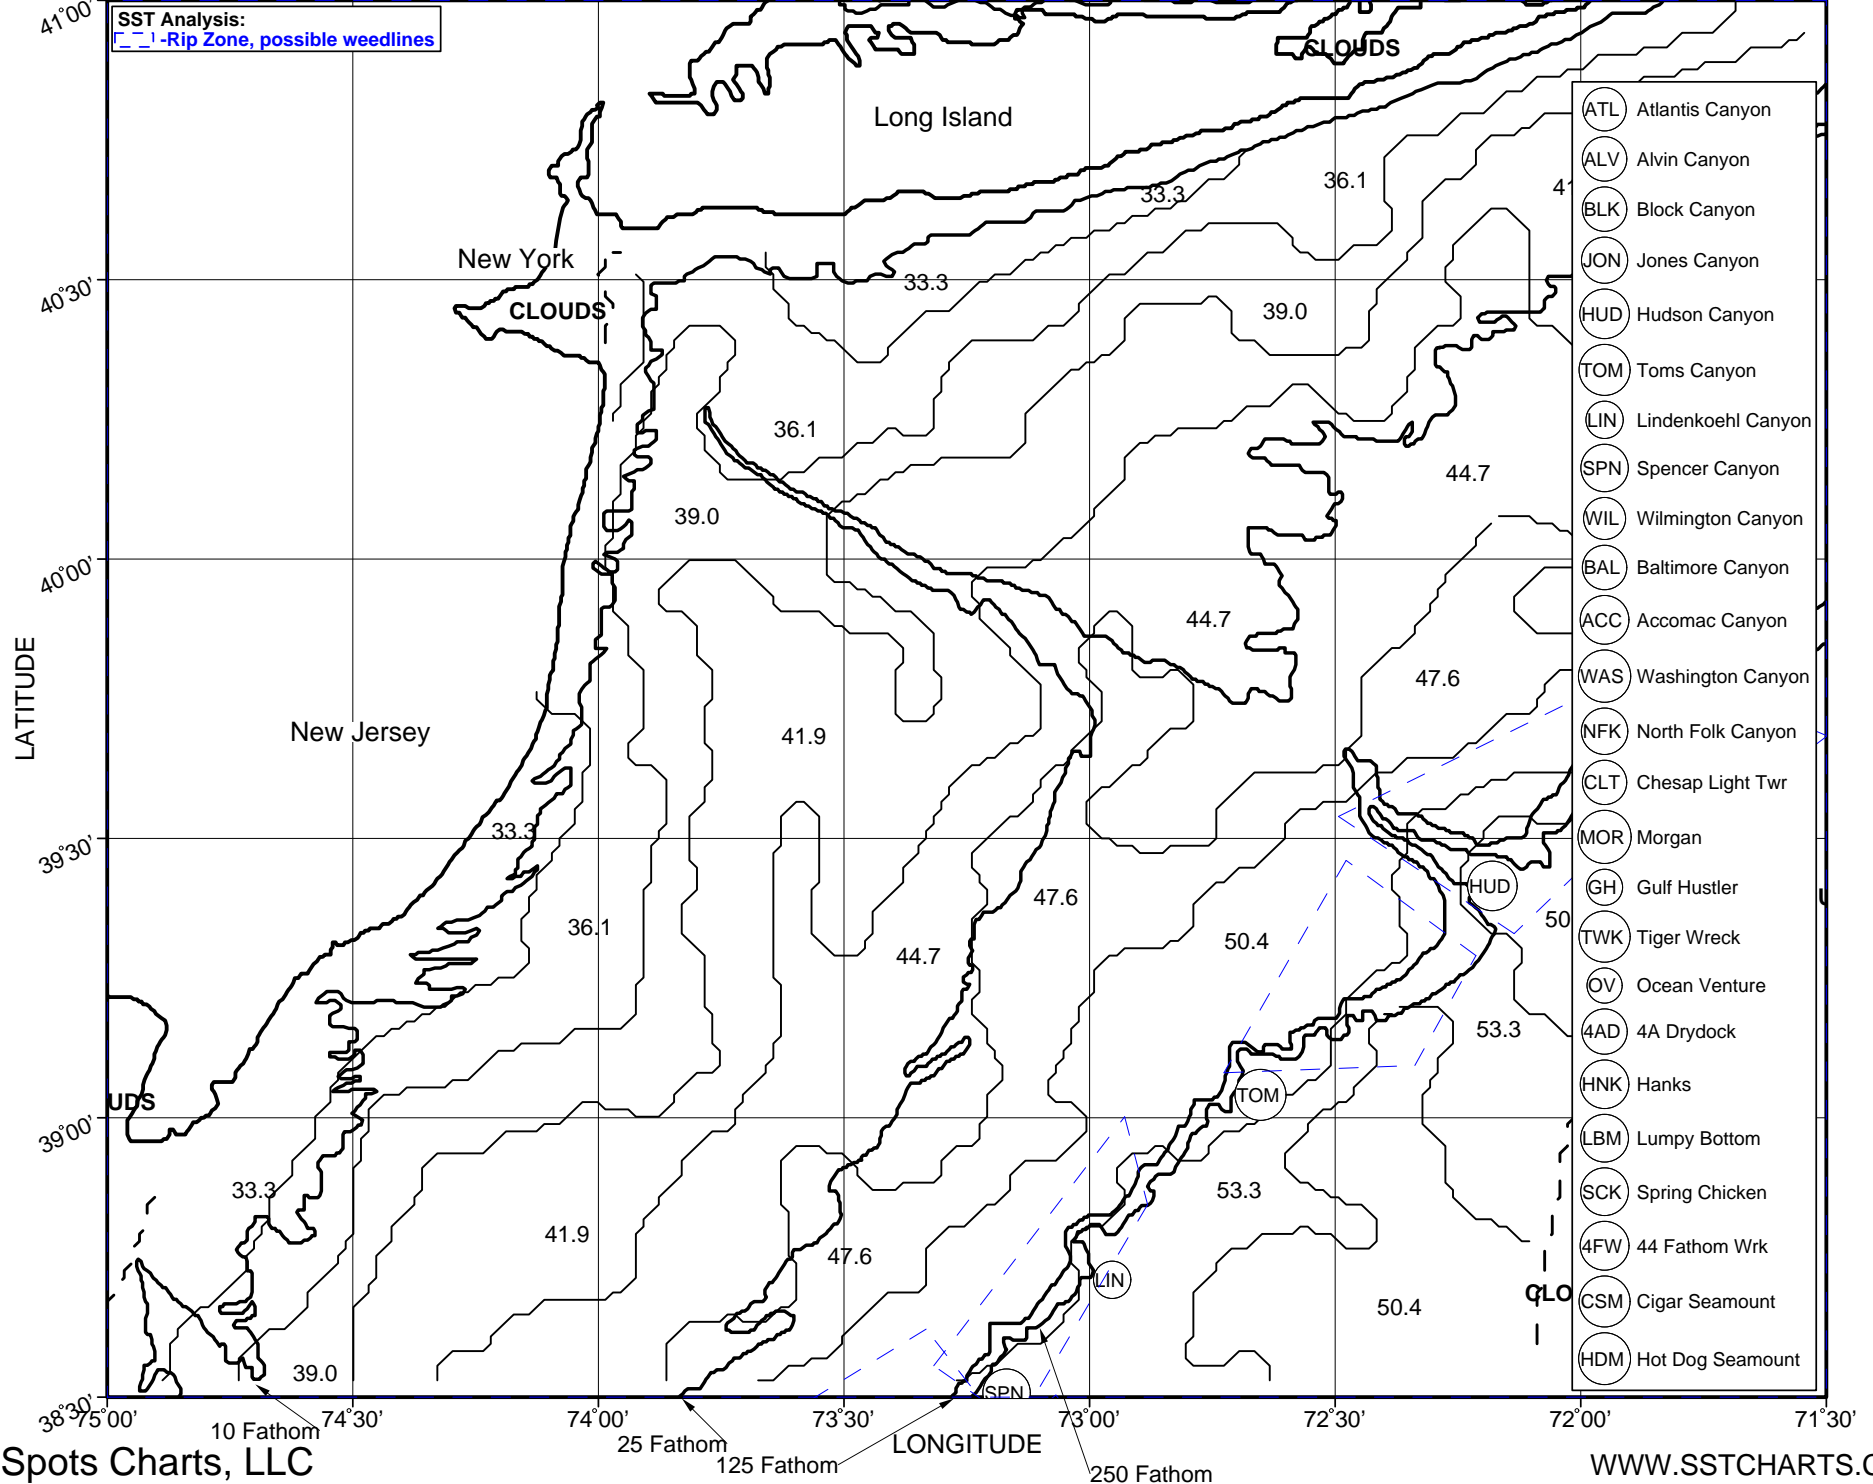 41°00'
SST Analysis:
-Rip Zone, possible weedlines
CLOUDS
Long Island
33.3
36.1
New York
CLOUDS
40°30'
33.3
39.0
36.1
44.7
39.0
40°00'
44.7
47.6
LATITUDE
New Jersey
41.9
33.3
39°30'
HUD
47.6
36.1
50.4
50
44.7
53.3
UDS
TOM
39°00'
33.3
53.3
41.9
47.6
LIN
CLO
50.4
39.0
SPN
38°30'
ATL Atlantis Canyon
ALV Alvin Canyon
BLK Block Canyon
JON Jones Canyon
HUD Hudson Canyon
TOM Toms Canyon
LIN Lindenkoehl Canyon
SPN Spencer Canyon
WIL Wilmington Canyon
BAL Baltimore Canyon
ACC Accomac Canyon
WAS Washington Canyon
NFK North Folk Canyon
CLT Chesap Light Twr
MOR Morgan
GH Gulf Hustler
TWK Tiger Wreck
OV Ocean Venture
4AD 4A Drydock
HNK Hanks
LBM Lumpy Bottom
SCK Spring Chicken
4FW 44 Fathom Wrk
CSM Cigar Seamount
HDM Hot Dog Seamount
75°00' 74°30' 74°00' 73°30' 73°00' 72°30' 72°00' 71°30'
10 Fathom
25 Fathom
LONGITUDE
125 Fathom
250 Fathom
Spots Charts, LLC
WWW.SSTCHARTS.